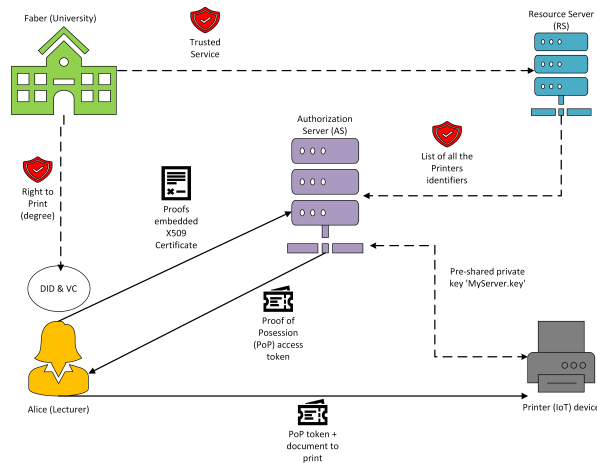 Faber (University)
Trusted
Service
Resource Server
(RS)
Authorization
Server (AS)
List of all the
Printers
identifiers
Right to
Print
(degree)
Proofs
embedded
X509
Certificate
DID & VC
Pre-shared private
key 'MyServer.key'
Proof of
Posession
(PoP) access
token
Alice (Lecturer)
Printer (IoT) device
PoP token +
document to
print